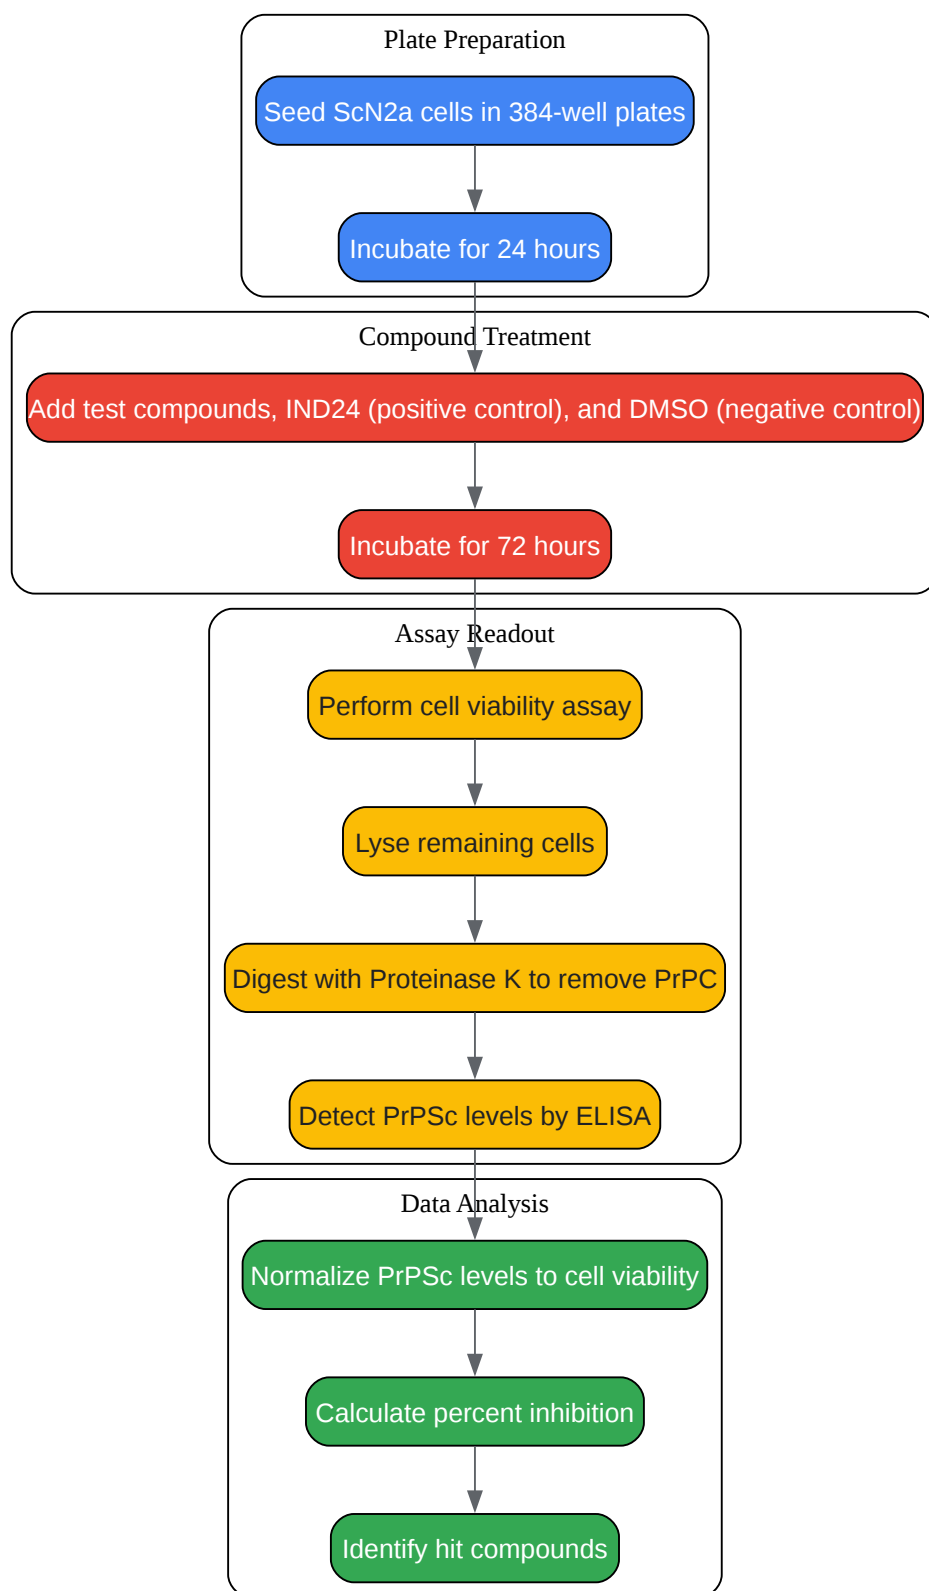 Plate Preparation
Seed ScN2a cells in 384-well plates
Incubate for 24 hours
Compound Treatment
Add test compounds, IND24 (positive control), and DMSO (negative control)
Incubate for 72 hours
Assay Readout
Perform cell viability assay
Lyse remaining cells
Digest with Proteinase K to remove PrPC
Detect PrPSc levels by ELISA
Data Analysis
Normalize PrPSc levels to cell viability
Calculate percent inhibition
Identify hit compounds